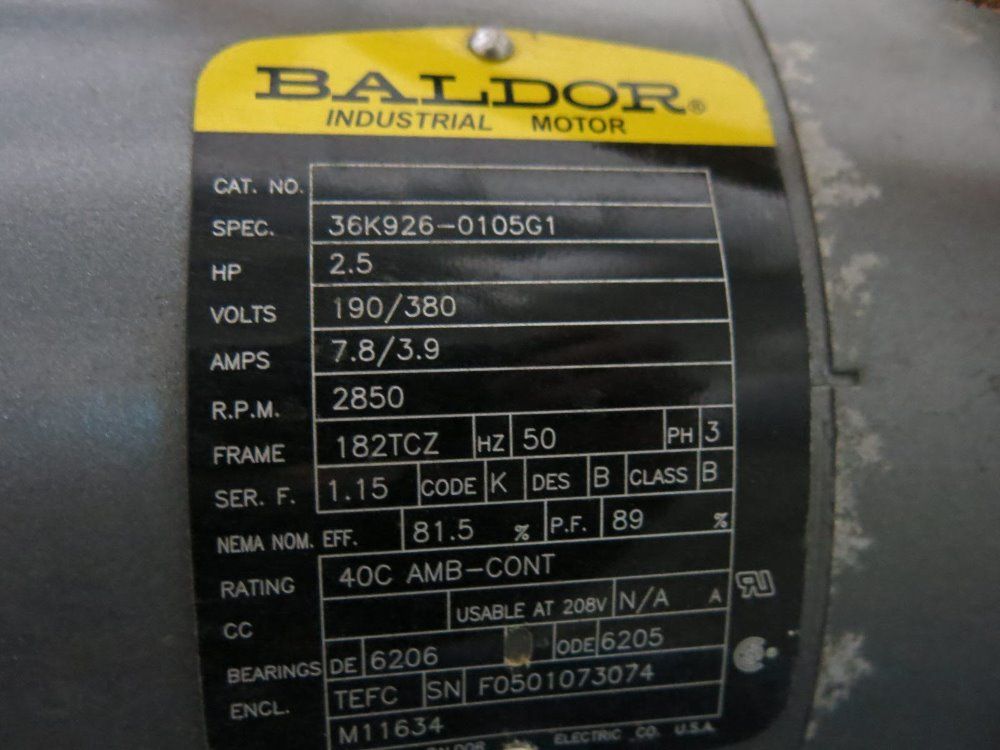 BALDOR®
INDUSTRIAL MOTOR
CAT. NO.
SPEC. 36K926-0105G1
HP 2.5
VOLTS 190/380
AMPS 7.8/3.9
R.P.M. 2850
FRAME 182TCZ HZ 50 PH 3
SER. F. 1.15 CODE K DES B CLASS B
NEMA NOM. EFF. 81.5 % P.F. 89 %
RATING 40C AMB-CONT
CC USABLE AT 208V N/A A
BEARINGS DE 6206 ODE 6205
ENCL. TEFC SN F0501073074
M11634
BALDOR ELECTRIC CO. U.S.A.